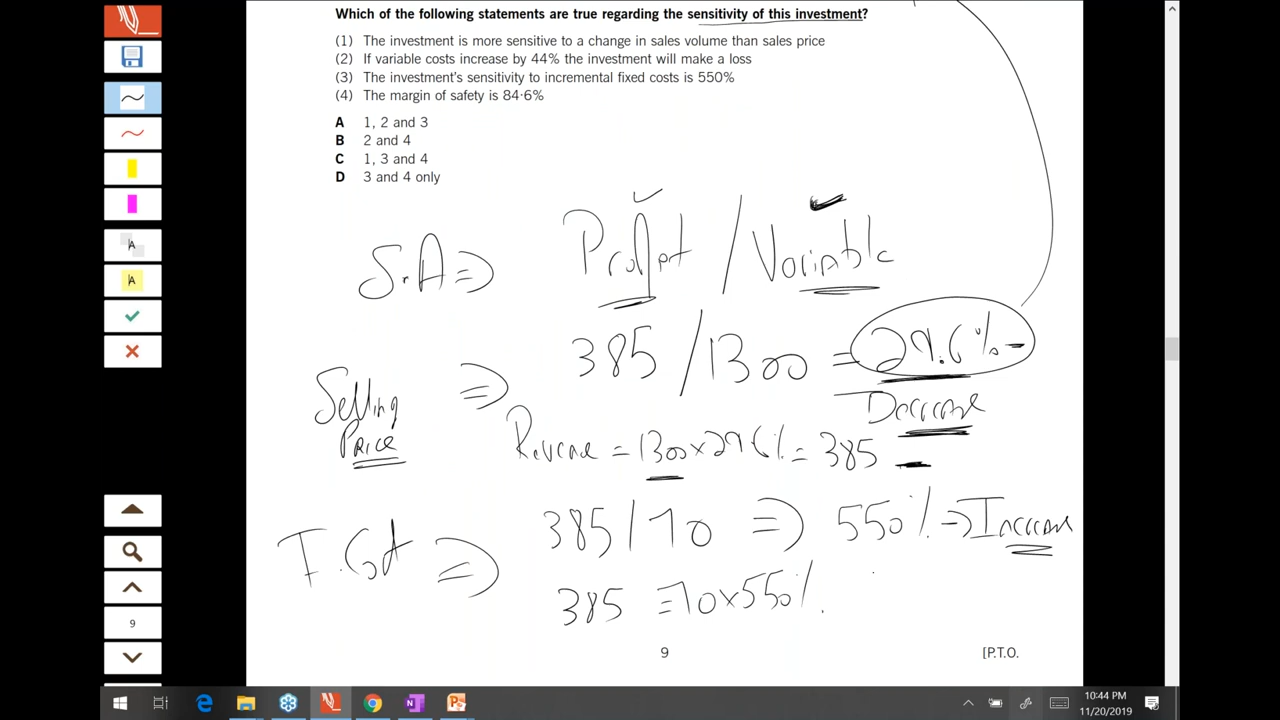 Which of the following statements are true regarding the sensitivity of this investment?
(1) The investment is more sensitive to a change in sales volume than sales price
(2) If variable costs increase by 44% the investment will make a loss
(3) The investment's sensitivity to incremental fixed costs is 550%
(4) The margin of safety is 84·6%
A 1, 2 and 3
B 2 and 4
C 1, 3 and 4
D 3 and 4 only
S.A ⇒ Profit / Variable
385 / 1300 = 29.6%
Selling Price ⇒ Decrease
Revenue = 1300 × 29.6% = 385
F. Cost ⇒ 385 / 70 ⇒ 550% ⇒ Increase
385 = 70 × 550%
9 [P.T.O.
9
10:44 PM
11/20/2019